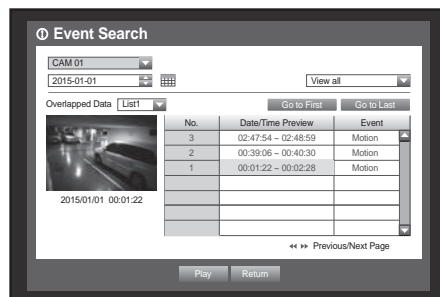 Event Search
CAM 01
2015-01-01 View all
Overlapped Data List1 Go to First Go to Last
No. Date/Time Preview Event
3 02:47:54 ~ 02:48:59 Motion
2 00:39:06 ~ 00:40:30 Motion
1 00:01:22 ~ 00:02:28 Motion
2015/01/01 00:01:22
Previous/Next Page
Play Return